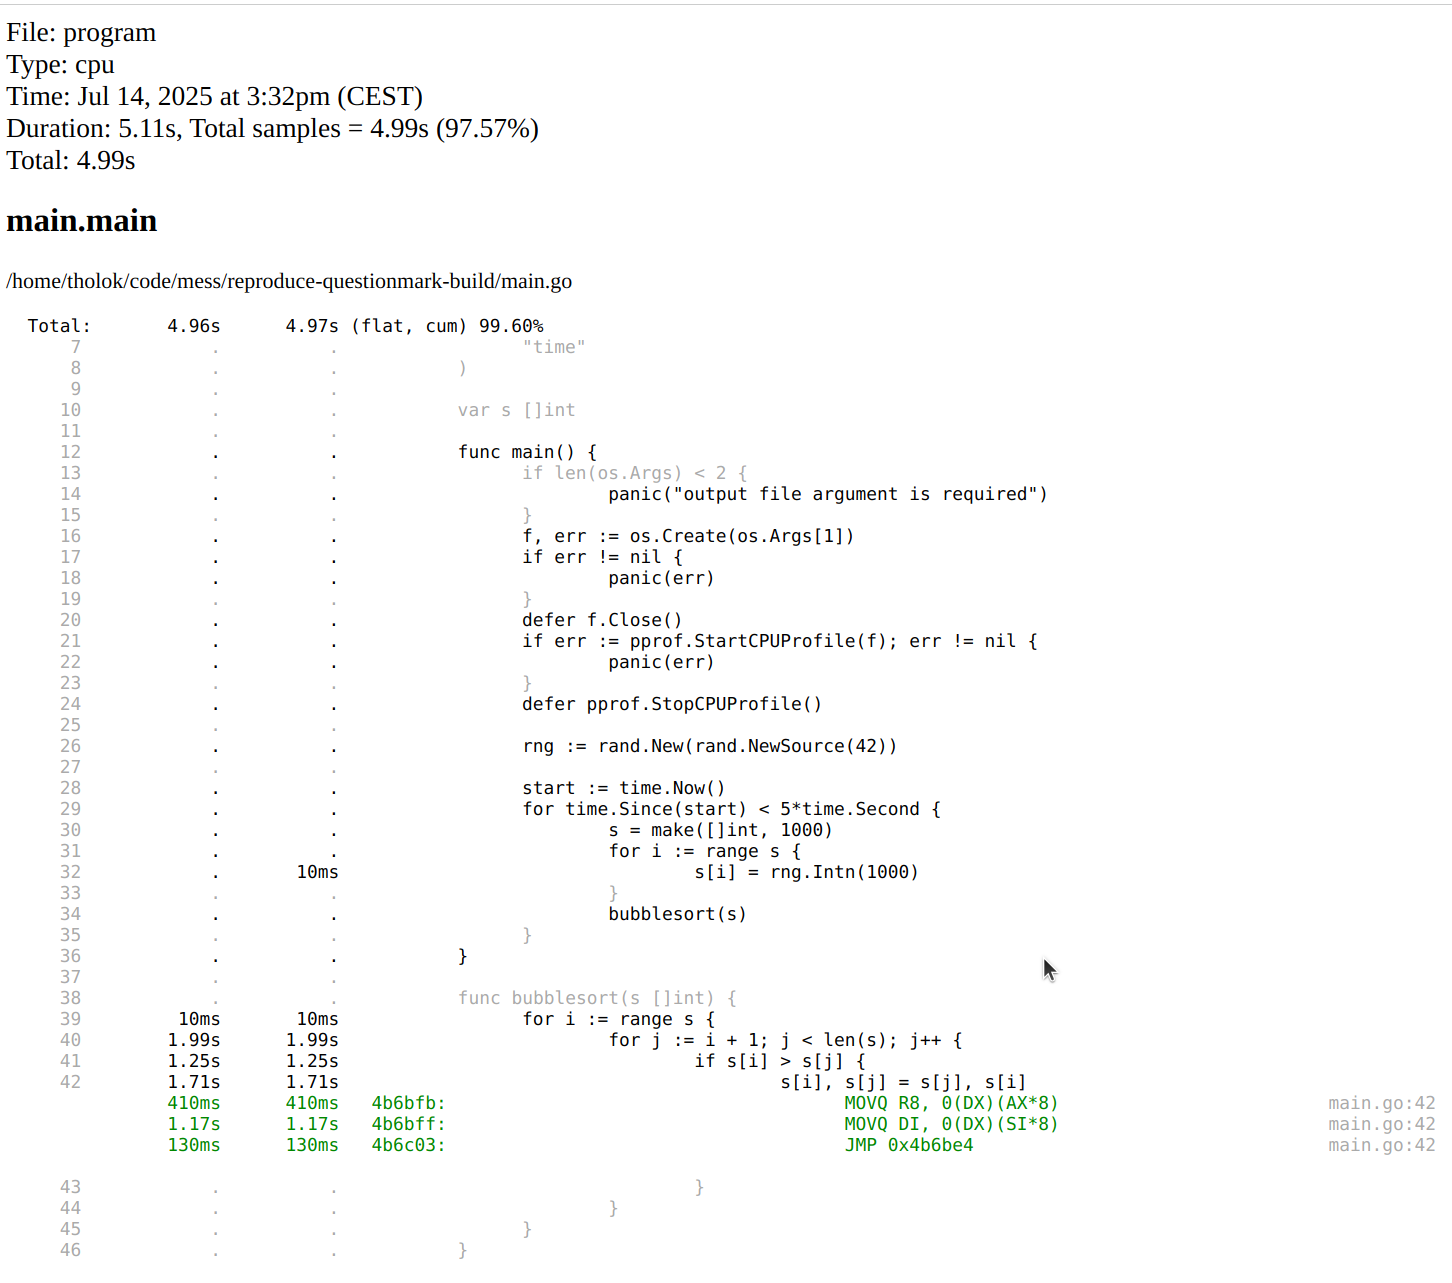 File: program
Type: cpu
Time: Jul 14, 2025 at 3:32pm (CEST)
Duration: 5.11s, Total samples = 4.99s (97.57%)
Total: 4.99s
main.main
/home/tholok/code/mess/reproduce-questionmark-build/main.go
Total: 4.96s 4.97s (flat, cum) 99.60%
7 . . "time"
8 . . )
9 . .
10 . . var s []int
11 . .
12 . . func main() {
13 . . if len(os.Args) < 2 {
14 . . panic("output file argument is required")
15 . . }
16 . . f, err := os.Create(os.Args[1])
17 . . if err != nil {
18 . . panic(err)
19 . . }
20 . . defer f.Close()
21 . . if err := pprof.StartCPUProfile(f); err != nil {
22 . . panic(err)
23 . . }
24 . . defer pprof.StopCPUProfile()
25 . .
26 . . rng := rand.New(rand.NewSource(42))
27 . .
28 . . start := time.Now()
29 . . for time.Since(start) < 5*time.Second {
30 . . s = make([]int, 1000)
31 . . for i := range s {
32 . 10ms s[i] = rng.Intn(1000)
33 . . }
34 . . bubblesort(s)
35 . . }
36 . . }
37 . .
38 . . func bubblesort(s []int) {
39 10ms 10ms for i := range s {
40 1.99s 1.99s for j := i + 1; j < len(s); j++ {
41 1.25s 1.25s if s[i] > s[j] {
42 1.71s 1.71s s[i], s[j] = s[j], s[i]
410ms 410ms 4b6bfb: MOVQ R8, 0(DX)(AX*8) main.go:42
1.17s 1.17s 4b6bff: MOVQ DI, 0(DX)(SI*8) main.go:42
130ms 130ms 4b6c03: JMP 0x4b6be4 main.go:42
43 . . }
44 . . }
45 . . }
46 . . }